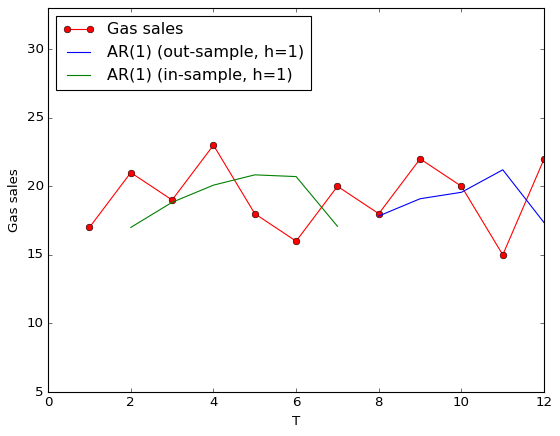 Gas sales
AR(1) (out-sample, h=1)
AR(1) (in-sample, h=1)
30
25
20
15
10
5
Gas sales
0 2 4 6 8 10 12
T